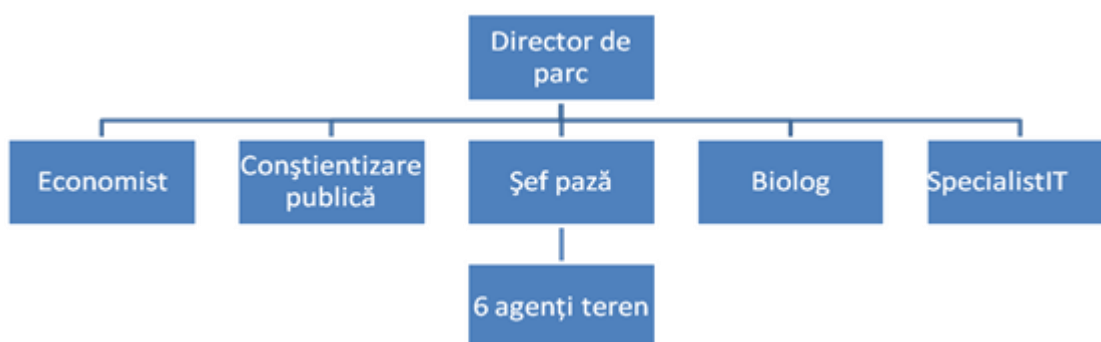 Director de
parc
Economist
Conştientizare
publică
Şef pază
Biolog
SpecialistIT
6 agenţi teren